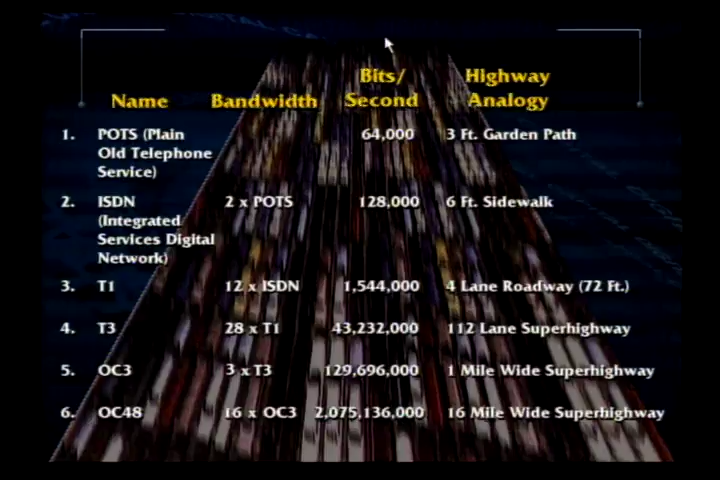 Name Bandwidth Bits/ Second Highway Analogy
1. POTS (Plain Old Telephone Service) 64,000 3 Ft. Garden Path
2. ISDN (Integrated Services Digital Network) 2 x POTS 128,000 6 Ft. Sidewalk
3. T1 12 x ISDN 1,544,000 4 Lane Roadway (72 Ft.)
4. T3 28 x T1 43,232,000 112 Lane Superhighway
5. OC3 3 x T3 129,696,000 1 Mile Wide Superhighway
6. OC48 16 x OC3 2,075,136,000 16 Mile Wide Superhighway